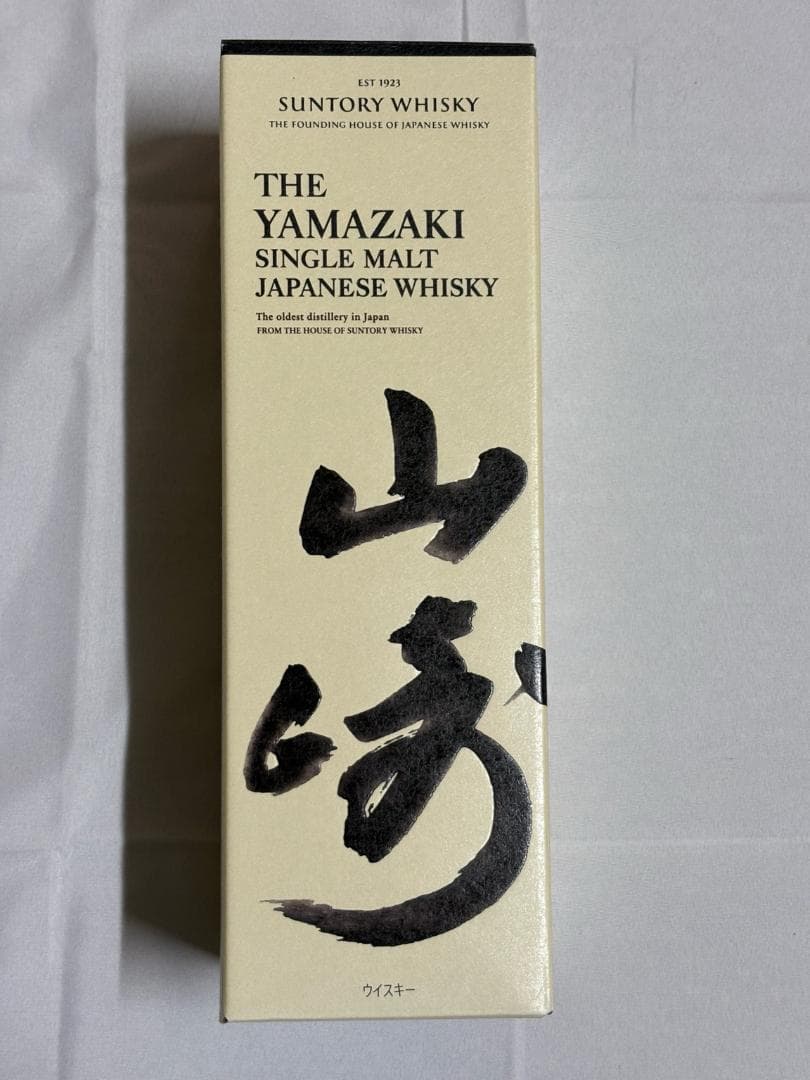 EST 1923
SUNTORY WHISKY
THE FOUNDING HOUSE OF JAPANESE WHISKY
THE
YAMAZAKI
SINGLE MALT
JAPANESE WHISKY
The oldest distillery in Japan
FROM THE HOUSE OF SUNTORY WHISKY
山
崎
ウイスキー